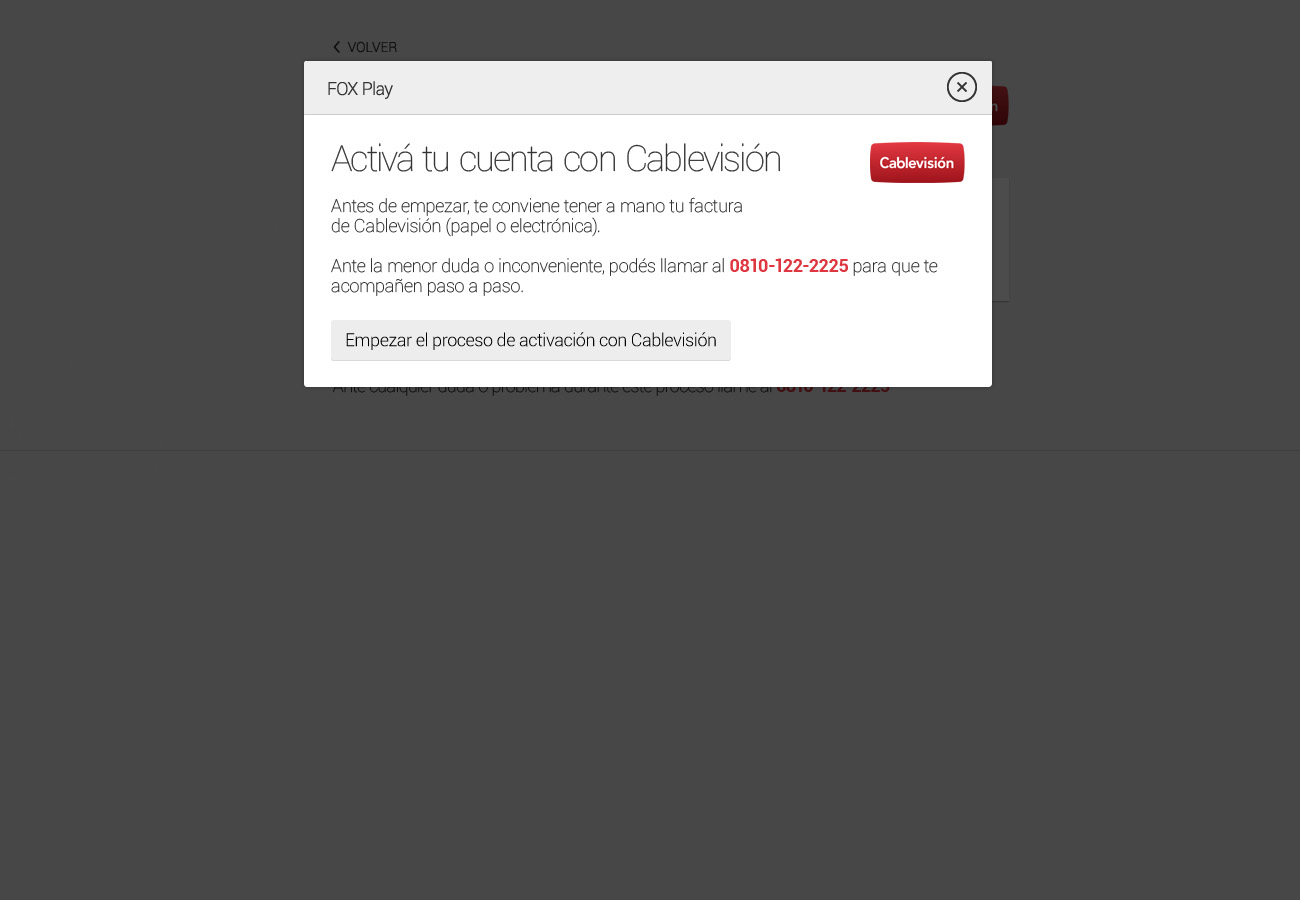 VOLVER
FOX Play
Activá tu cuenta con Cablevisión
Cablevisión
Antes de empezar, te conviene tener a mano tu factura
de Cablevisión (papel o electrónica).
Ante la menor duda o inconveniente, podés llamar al 0810-122-2225 para que te
acompañen paso a paso.
Empezar el proceso de activación con Cablevisión
Ante cualquier duda o problema durante este proceso llame al 0810-122-2225